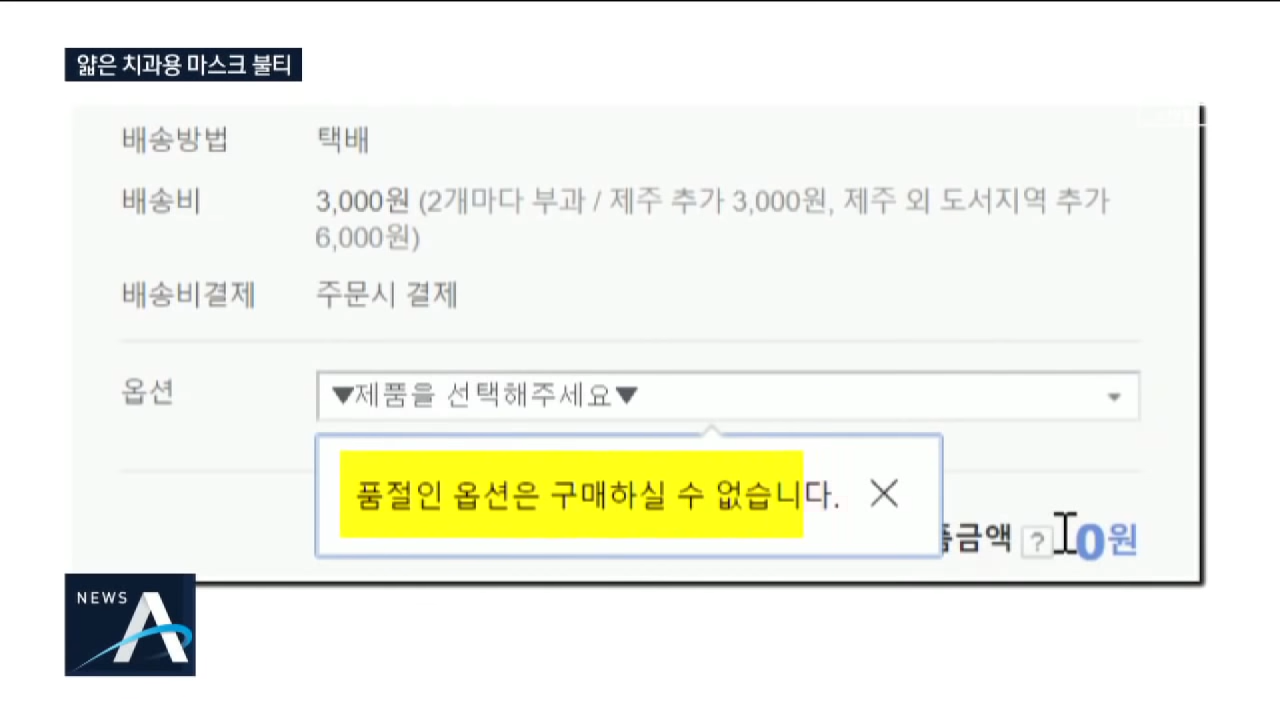 얇은 치과용 마스크 불티
배송방법 택배
배송비 3,000원 (2개마다 부과 / 제주 추가 3,000원, 제주 외 도서지역 추가
6,000원)
배송비결제 주문시 결제
옵션 ▼제품을 선택해주세요▼
품절인 옵션은 구매하실 수 없습니다. ×
금액 ? 0원
NEWS A